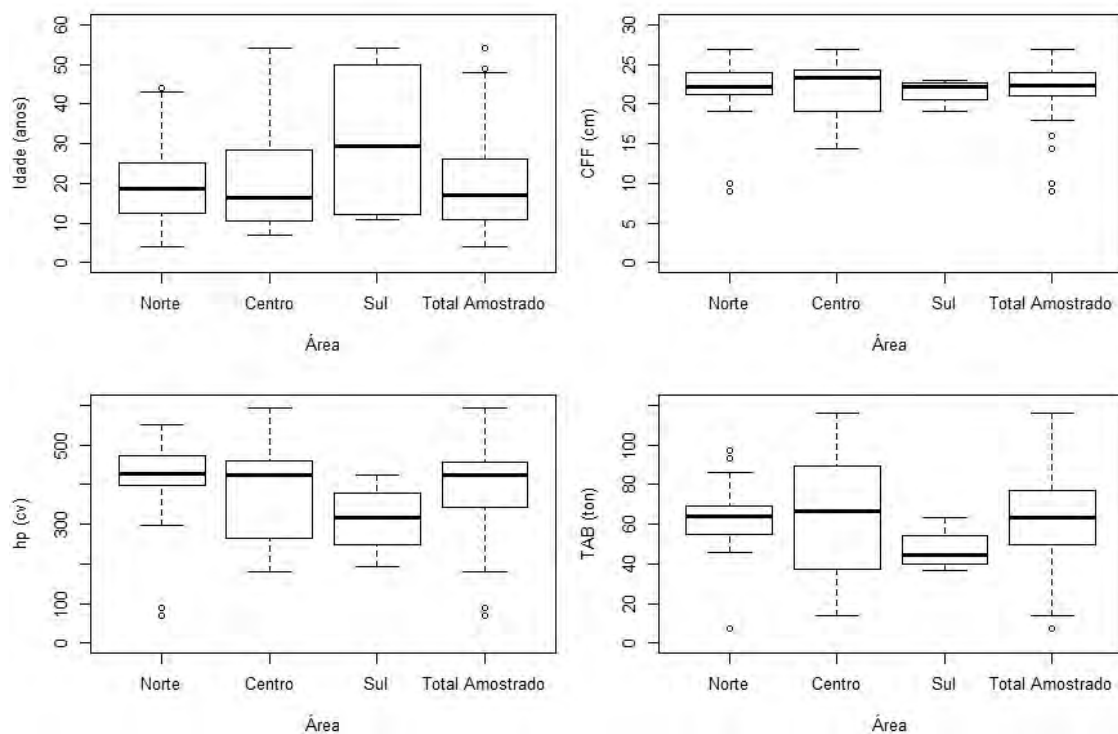 Idade (anos)
60
50
40
30
20
10
0
Norte Centro Sul Total Amostrado
Área
CFF (cm)
30
25
20
15
10
5
0
Norte Centro Sul Total Amostrado
Área
hp (cv)
500
300
100
0
Norte Centro Sul Total Amostrado
Área
TAB (ton)
100
80
60
40
20
0
Norte Centro Sul Total Amostrado
Área